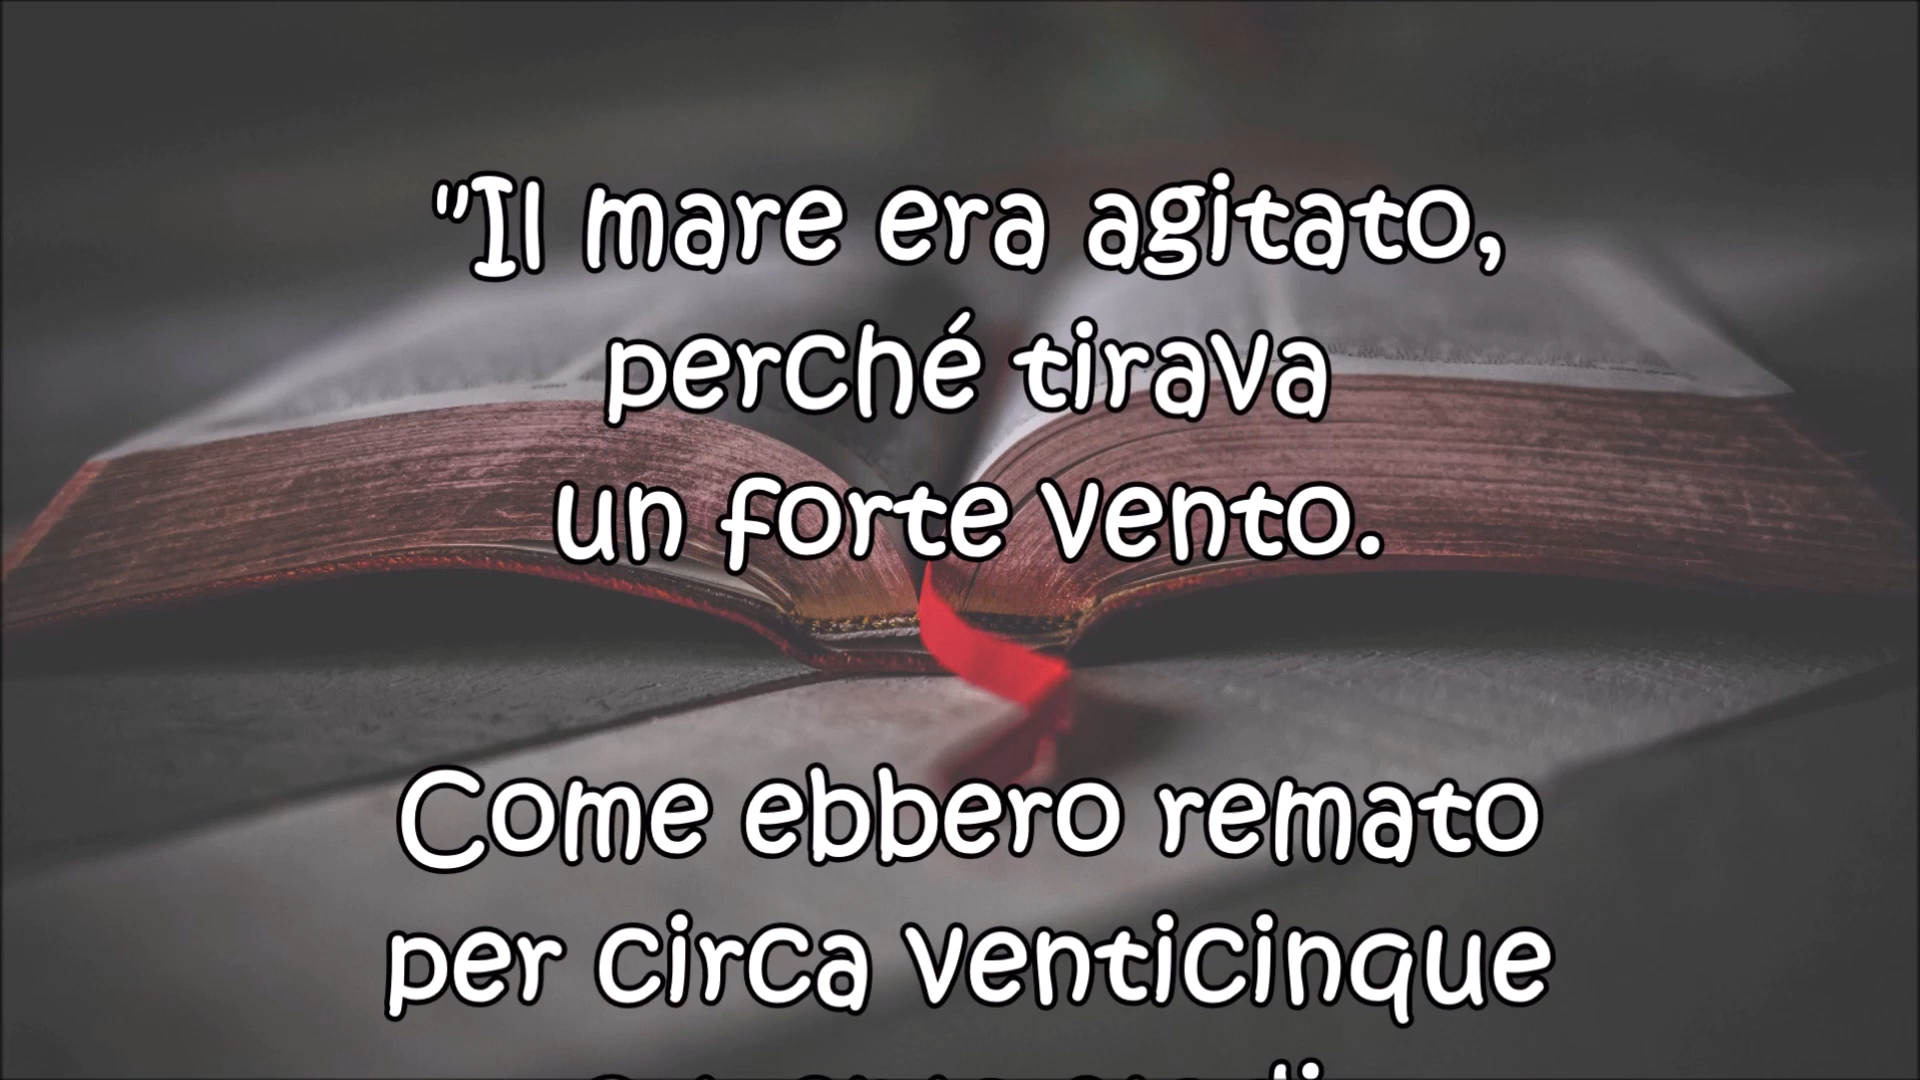 "Il mare era agitato,
perché tirava
un forte vento.
Come ebbero remato
per circa venticinque